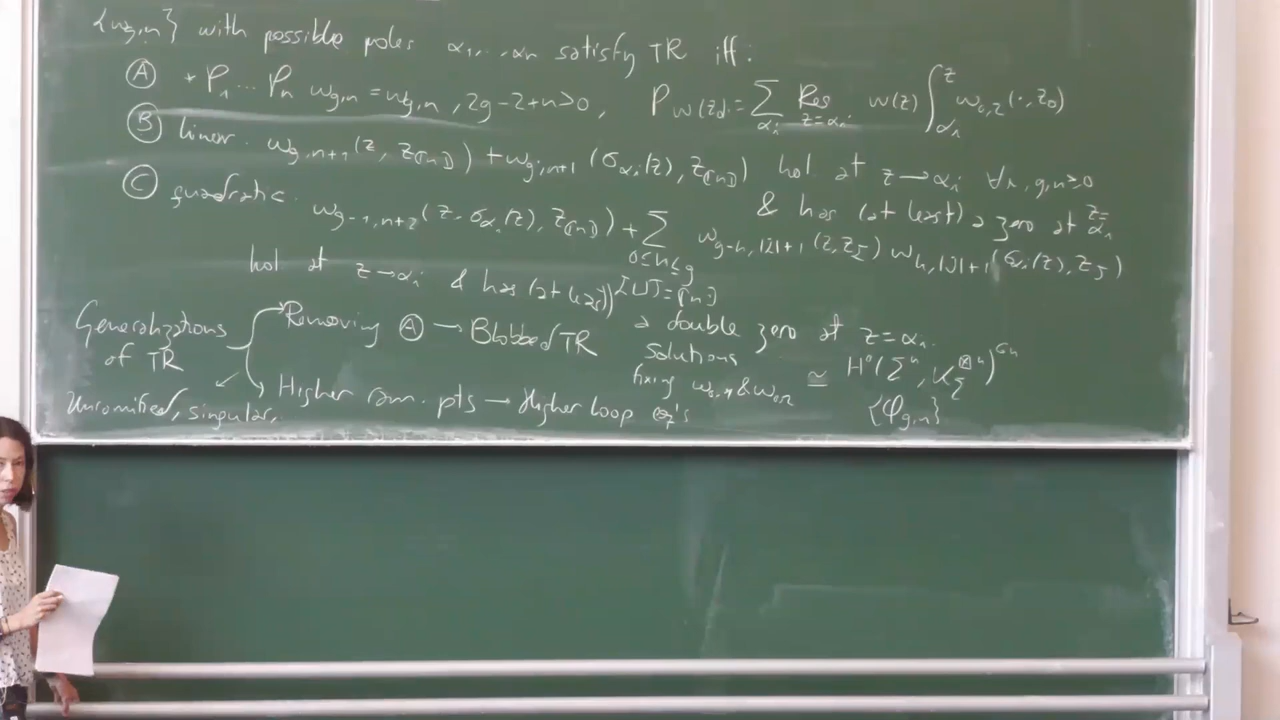 {ω_{g,n}} with possible poles α_1,...,α_n satisfy TR iff:
Ⓐ * P_1 ... P_n ω_{g,n} = ω_{g,n}, 2g-2+n>0, P ω(z_0) := ∑_{α_i} Res_{z=α_i} ω(z) ∫_{α_i}^{z} ω_{0,2}(·, z_0)
Ⓑ linear. ω_{g,n+1}(z, z_{[n]}) + ω_{g,n+1}(σ_{α_i}(z), z_{[n]}) hol at z → α_i ∀i, g,n≥0
& has (at least) a zero at z=α_i
Ⓒ quadratic. ω_{g-1,n+2}(z, σ_{α_i}(z), z_{[n]}) + ∑_{0≤h≤g, I⊔J=[n]} ω_{g-h,|I|+1}(z, z_I) ω_{h,|J|+1}(σ_{α_i}(z), z_J)
hol at z → α_i & has (at least)
a double zero at z = α_i.
Generalizations of TR
Removing Ⓐ → Blobbed TR
solutions fixing ω_{0,1} & ω_{0,2} ≅ H^0(Σ^n, K_Σ^{⊠n})^{σ_n}
{φ_{g,n}}
Higher ram. pts → Higher loop eq's
Unramified, singular,